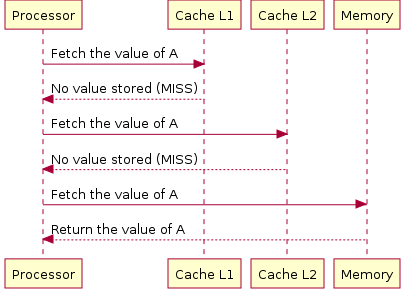 Processor Cache L1 Cache L2 Memory
Fetch the value of A
No value stored (MISS)
Fetch the value of A
No value stored (MISS)
Fetch the value of A
Return the value of A
Processor Cache L1 Cache L2 Memory